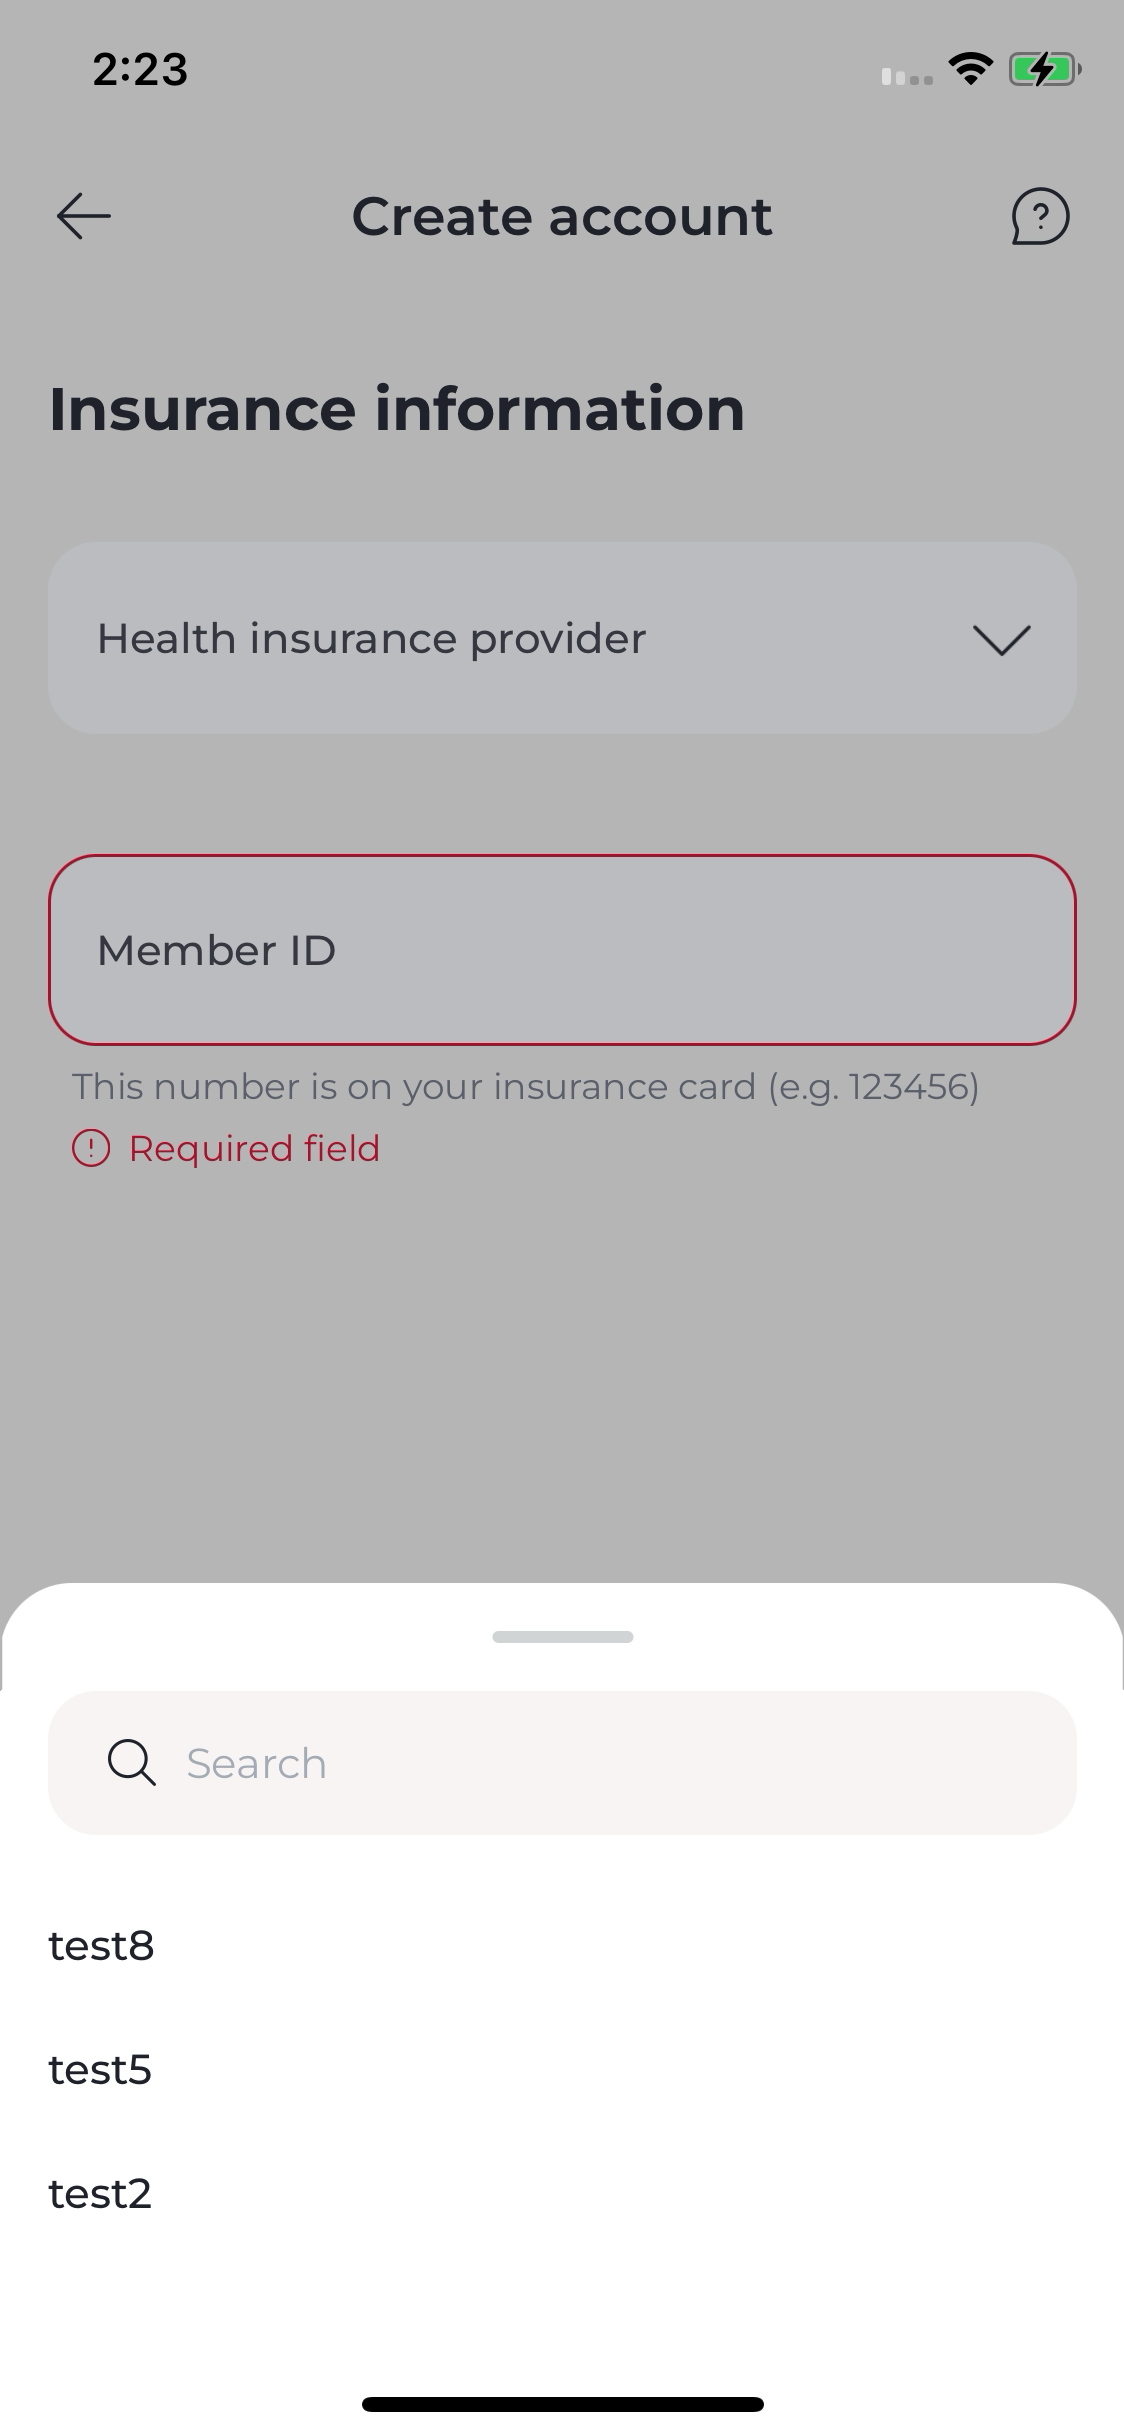 2:23
Create account
Insurance information
Health insurance provider
Member ID
This number is on your insurance card (e.g. 123456)
Required field
Search
test8
test5
test2